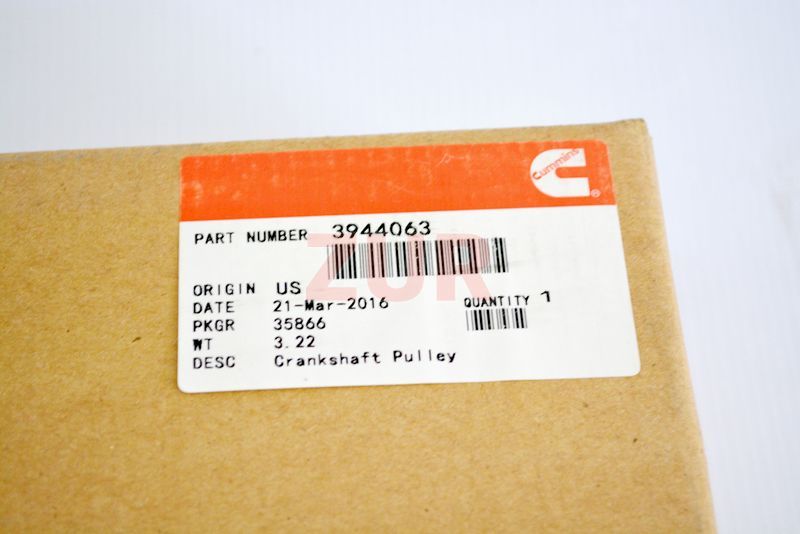 Cummins
®
PART NUMBER 3944063
ZUR
ORIGIN US
DATE 21-Mar-2016
QUANTITY 1
PKGR 35866
WT 3.22
DESC Crankshaft Pulley